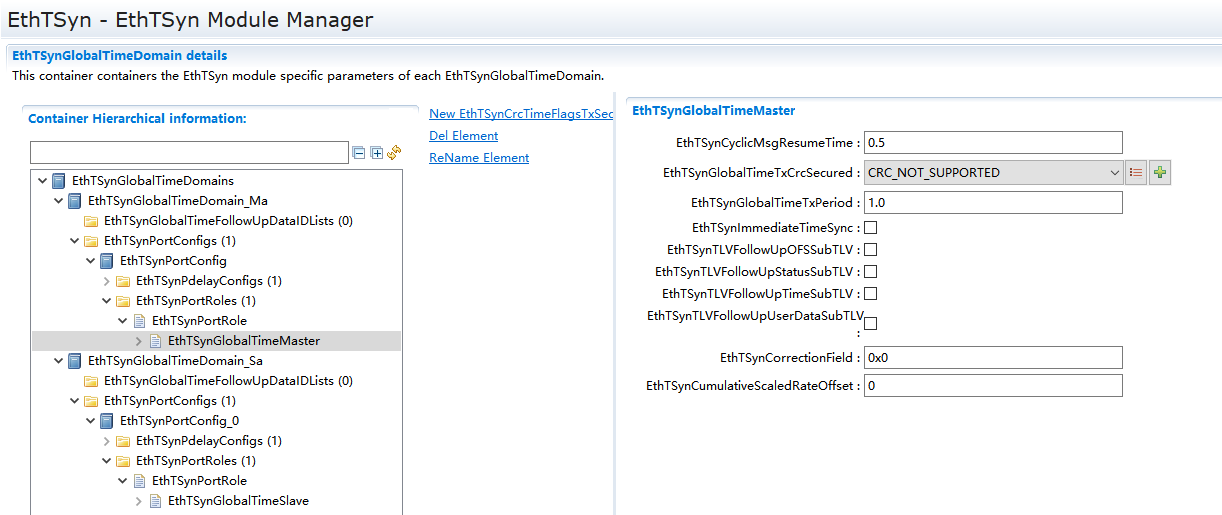 EthTSyn - EthTSyn Module Manager
EthTSynGlobalTimeDomain details
This container containers the EthTSyn module specific parameters of each EthTSynGlobalTimeDomain.
Container Hierarchical information:
EthTSynGlobalTimeDomains
EthTSynGlobalTimeDomain_Ma
EthTSynGlobalTimeFollowUpDataIDLists (0)
EthTSynPortConfigs (1)
EthTSynPortConfig
EthTSynPdelayConfigs (1)
EthTSynPortRoles (1)
EthTSynPortRole
EthTSynGlobalTimeMaster
EthTSynGlobalTimeDomain_Sa
EthTSynGlobalTimeFollowUpDataIDLists (0)
EthTSynPortConfigs (1)
EthTSynPortConfig_0
EthTSynPdelayConfigs (1)
EthTSynPortRoles (1)
EthTSynPortRole
EthTSynGlobalTimeSlave
New EthTSynCrcTimeFlagsTxSec
Del Element
ReName Element
EthTSynGlobalTimeMaster
EthTSynCyclicMsgResumeTime : 0.5
EthTSynGlobalTimeTxCrcSecured : CRC_NOT_SUPPORTED
EthTSynGlobalTimeTxPeriod : 1.0
EthTSynImmediateTimeSync :
EthTSynTLVFollowUpOFSSubTLV :
EthTSynTLVFollowUpStatusSubTLV :
EthTSynTLVFollowUpTimeSubTLV :
EthTSynTLVFollowUpUserDataSubTLV
:
EthTSynCorrectionField : 0x0
EthTSynCumulativeScaledRateOffset : 0